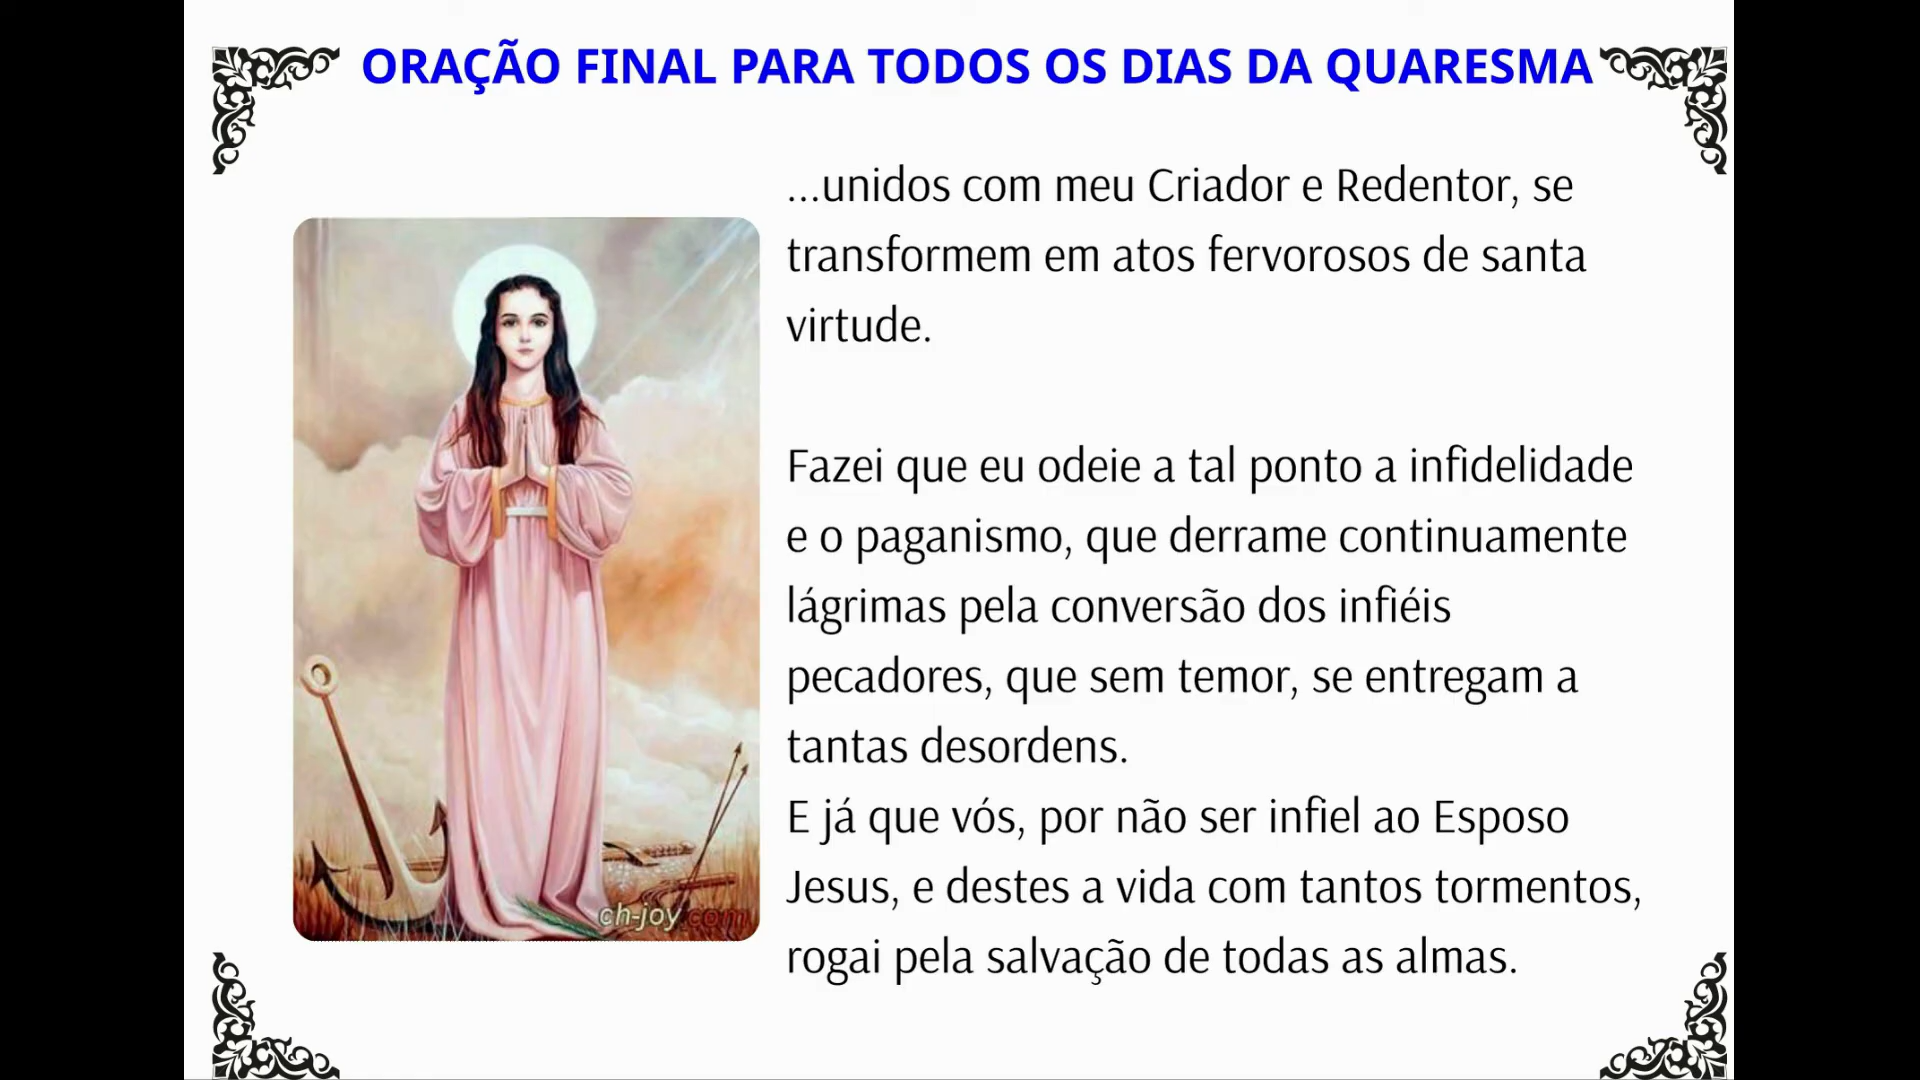 ORAÇÃO FINAL PARA TODOS OS DIAS DA QUARESMA
...unidos com meu Criador e Redentor, se
transformem em atos fervorosos de santa
virtude.
Fazei que eu odeie a tal ponto a infidelidade
e o paganismo, que derrame continuamente
lágrimas pela conversão dos infiéis
pecadores, que sem temor, se entregam a
tantas desordens.
E já que vós, por não ser infiel ao Esposo
Jesus, e destes a vida com tantos tormentos,
rogai pela salvação de todas as almas.
ch-joy.com